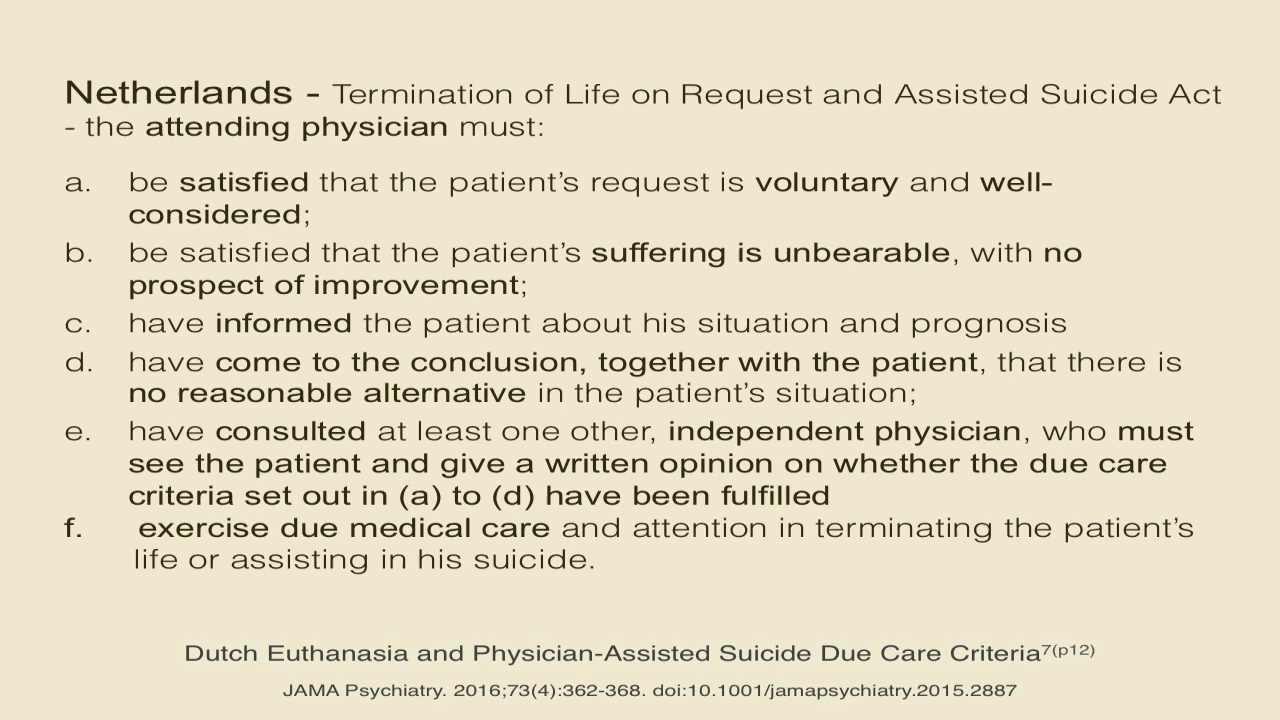 Netherlands - Termination of Life on Request and Assisted Suicide Act
- the attending physician must:
a. be satisfied that the patient’s request is voluntary and well-
considered;
b. be satisfied that the patient’s suffering is unbearable, with no
prospect of improvement;
c. have informed the patient about his situation and prognosis
d. have come to the conclusion, together with the patient, that there is
no reasonable alternative in the patient’s situation;
e. have consulted at least one other, independent physician, who must
see the patient and give a written opinion on whether the due care
criteria set out in (a) to (d) have been fulfilled
f. exercise due medical care and attention in terminating the patient’s
life or assisting in his suicide.
Dutch Euthanasia and Physician-Assisted Suicide Due Care Criteria7(p12)
JAMA Psychiatry. 2016;73(4):362-368. doi:10.1001/jamapsychiatry.2015.2887